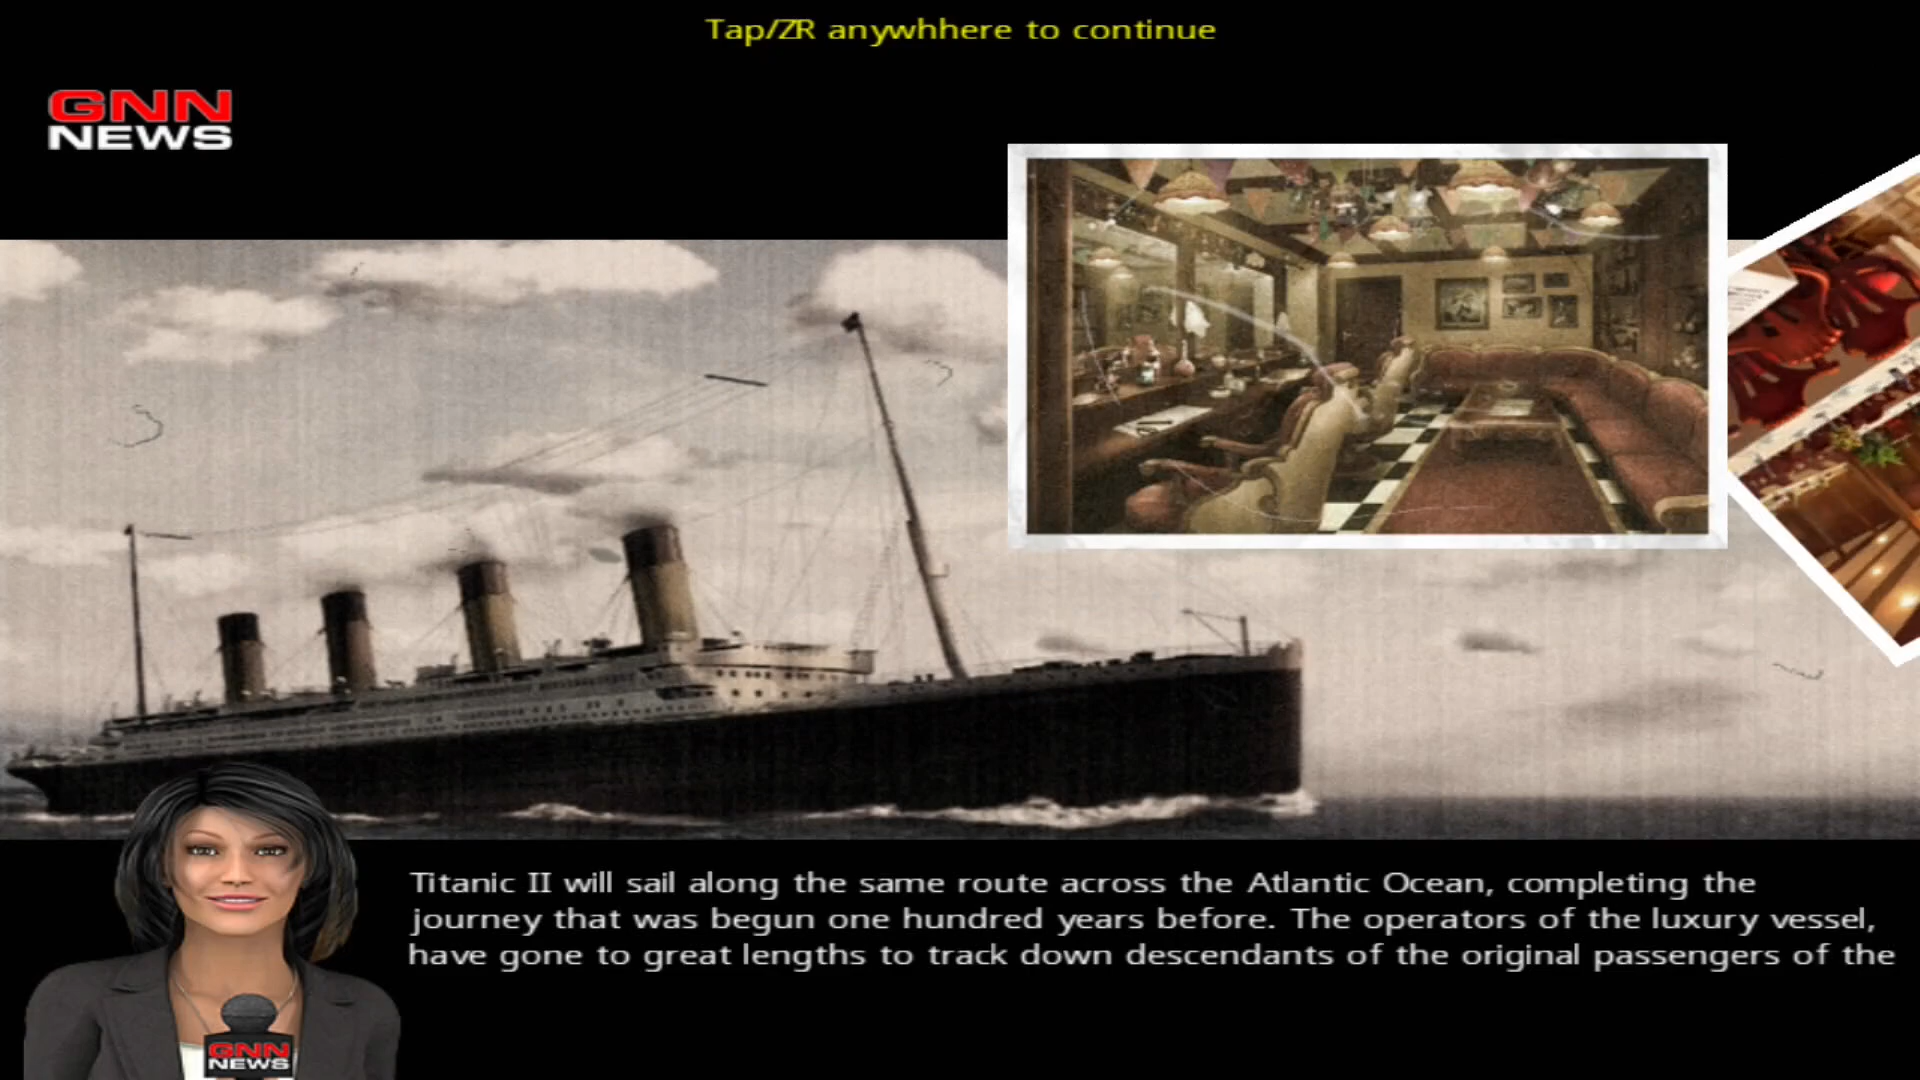 Tap/ZR anywhhere to continue
GNN
NEWS
Titanic II will sail along the same route across the Atlantic Ocean, completing the
journey that was begun one hundred years before. The operators of the luxury vessel,
have gone to great lengths to track down descendants of the original passengers of the
GNN
NEWS